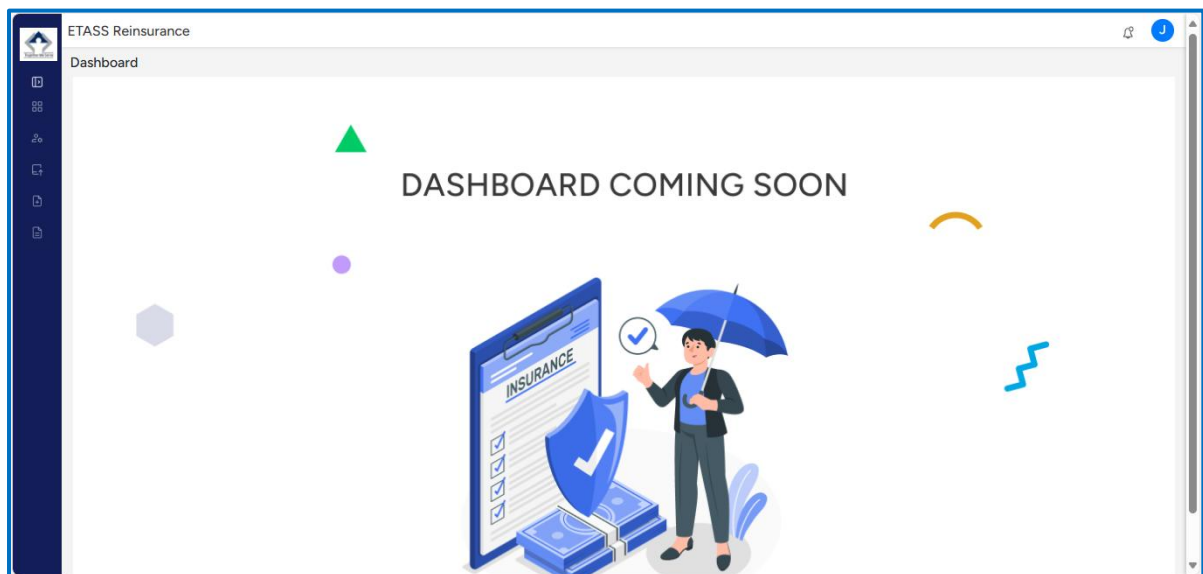 ETASS Reinsurance
J
Dashboard
DASHBOARD COMING SOON
INSURANCE